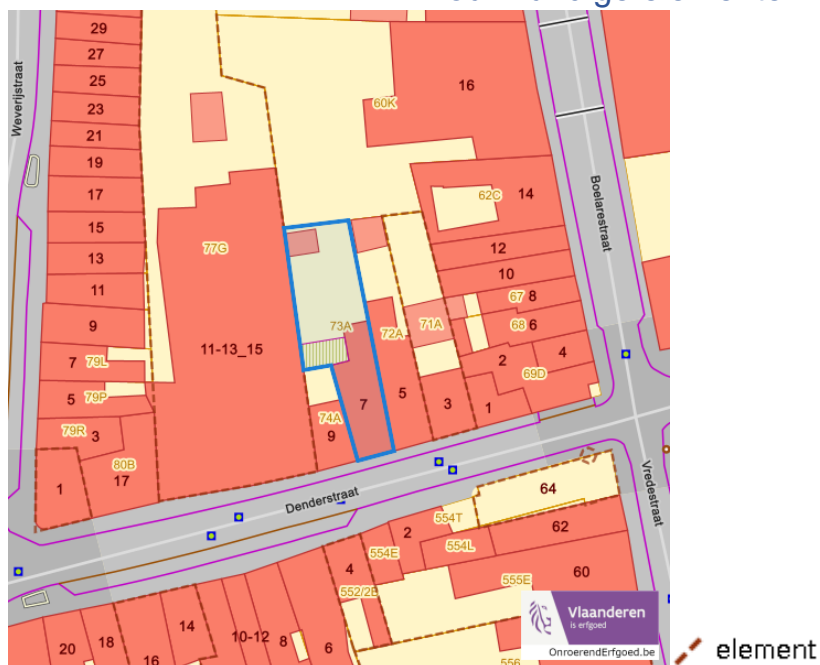 29
27
25
23
21
19
17
15
13
11
9
7 79L
5 79P
79R 3
80B
1
17
Weverijstraat
77G
11-13_15
60K
16
62C
14
12
10
67 8
68 6
2
4
69D
1
3
71A
72A
5
73A
7
74A
9
Boelarestraat
Denderstraat
Vredestraat
64
62
60
554T
554L
554E
2
555E
4
552/2E
556
20
18
16
14
10-12
8
6
Vlaanderen
is erfgoed
OnroerendErfgoed.be
element